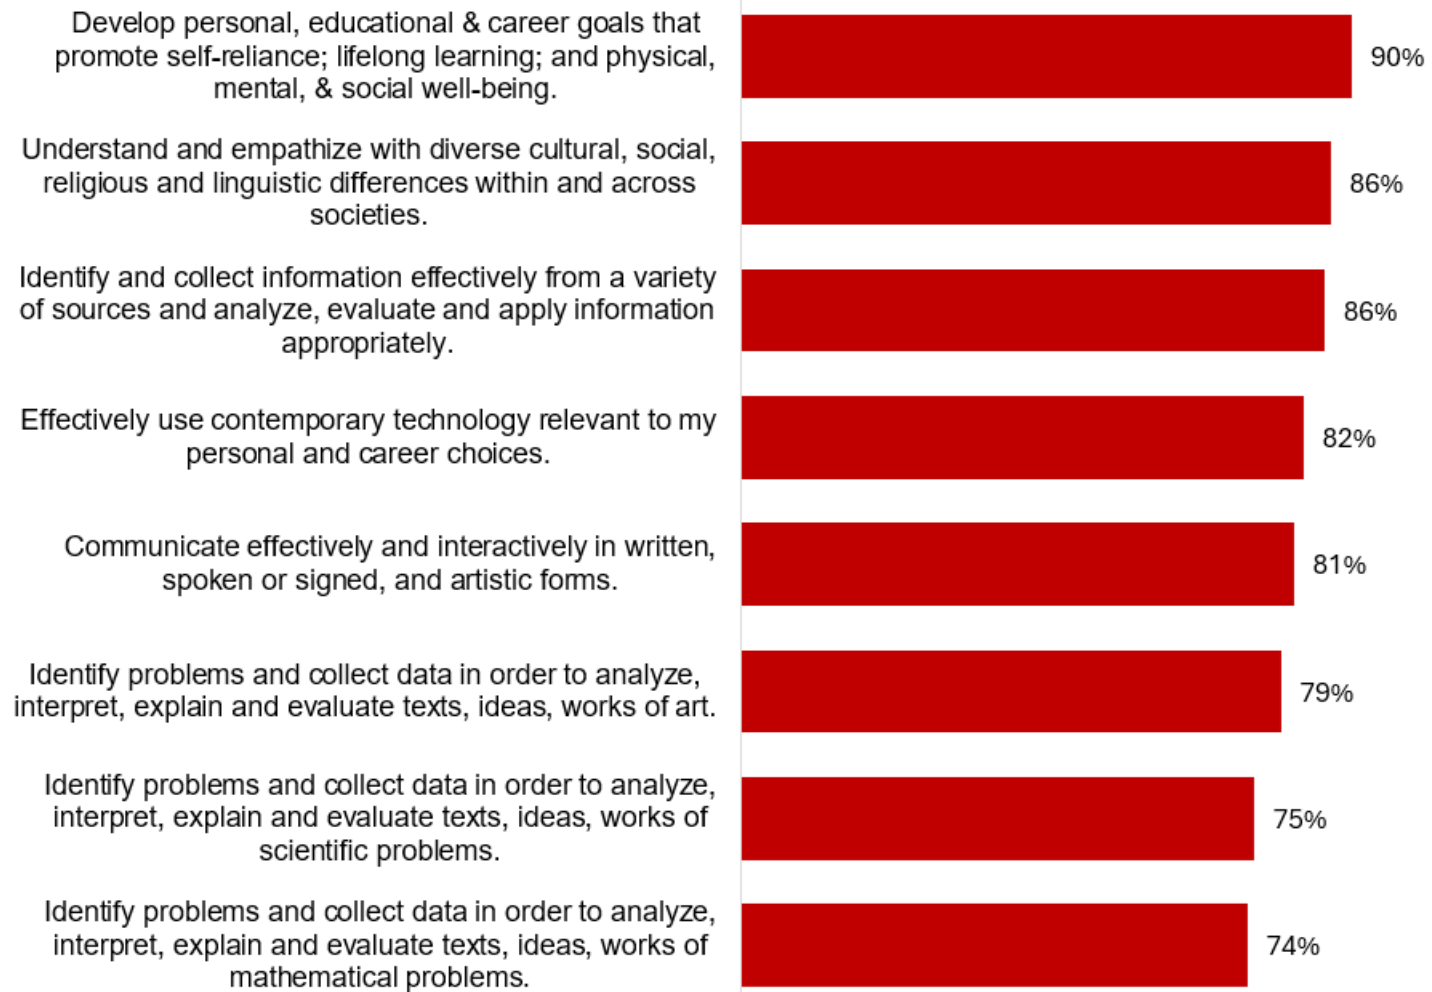 Develop personal, educational & career goals that
promote self-reliance; lifelong learning; and physical,
mental, & social well-being.
90%
Understand and empathize with diverse cultural, social,
religious and linguistic differences within and across
societies.
86%
Identify and collect information effectively from a variety
of sources and analyze, evaluate and apply information
appropriately.
86%
Effectively use contemporary technology relevant to my
personal and career choices.
82%
Communicate effectively and interactively in written,
spoken or signed, and artistic forms.
81%
Identify problems and collect data in order to analyze,
interpret, explain and evaluate texts, ideas, works of art.
79%
Identify problems and collect data in order to analyze,
interpret, explain and evaluate texts, ideas, works of
scientific problems.
75%
Identify problems and collect data in order to analyze,
interpret, explain and evaluate texts, ideas, works of
mathematical problems.
74%